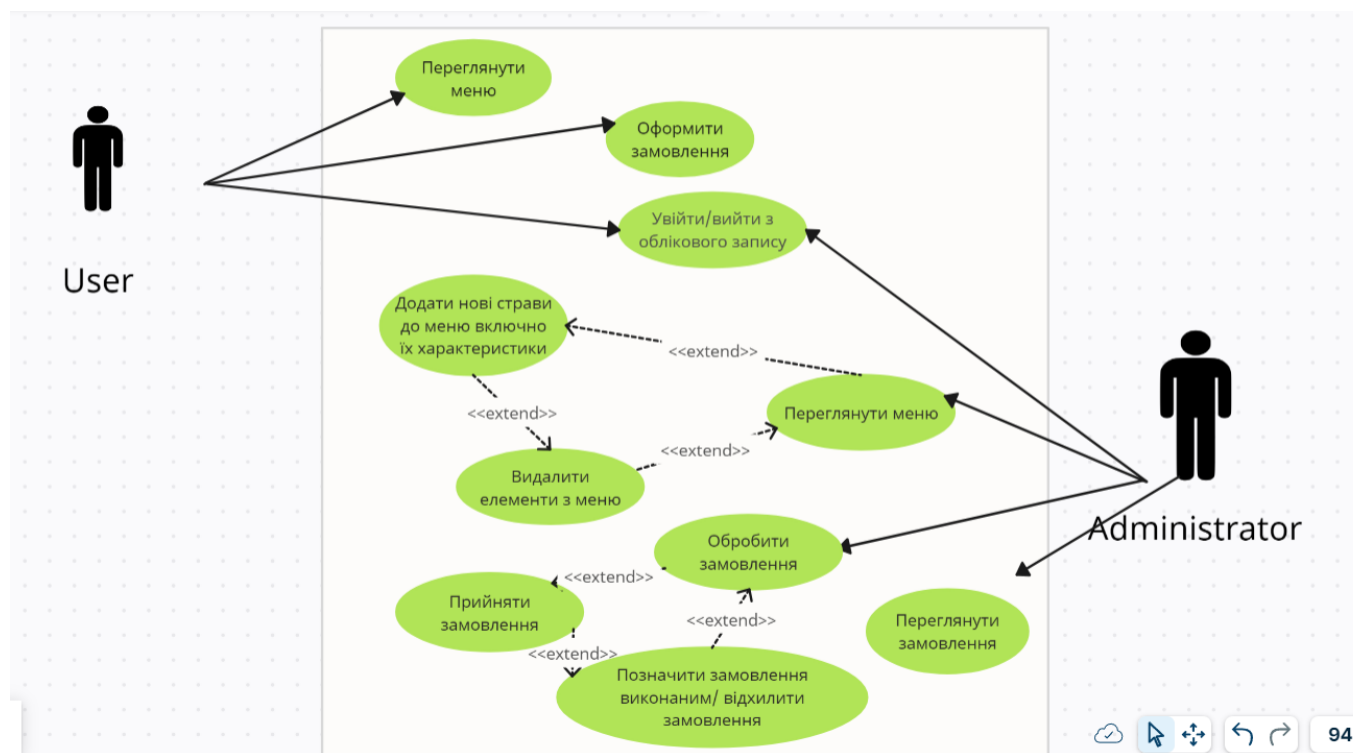 Переглянути
меню
Оформити
замовлення
Увійти/вийти з
облікового запису
User
Додати нові страви
до меню включно
їх характеристики
<<extend>>
<<extend>>
Переглянути меню
<<extend>>
Видалити
елементи з меню
Administrator
Обробити
замовлення
<<extend>>
Прийняти
замовлення
<<extend>>
Переглянути
замовлення
<<extend>>
Позначити замовлення
виконаним/ відхилити
замовлення
94